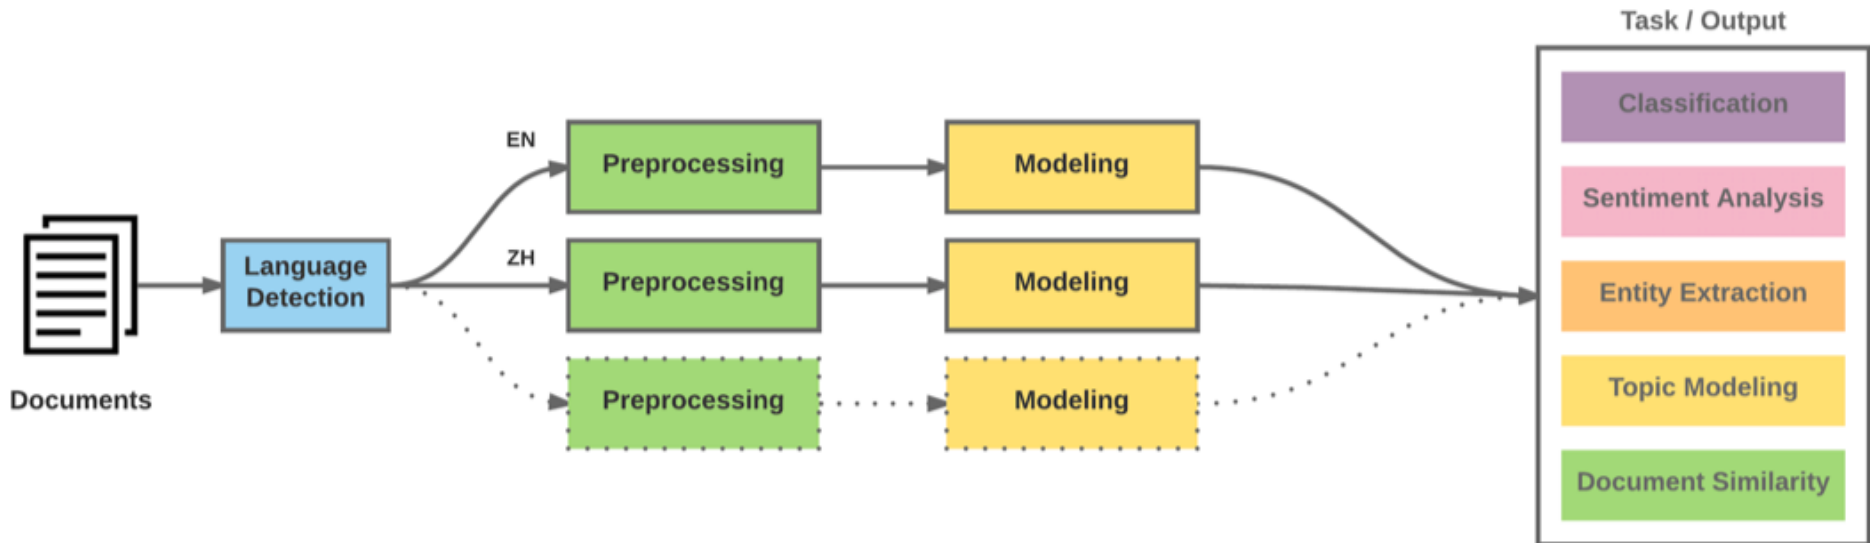 Task / Output
Classification
EN
Preprocessing
Modeling
Sentiment Analysis
Language
Detection
ZH
Preprocessing
Modeling
Entity Extraction
Documents
Preprocessing
Modeling
Topic Modeling
Document Similarity